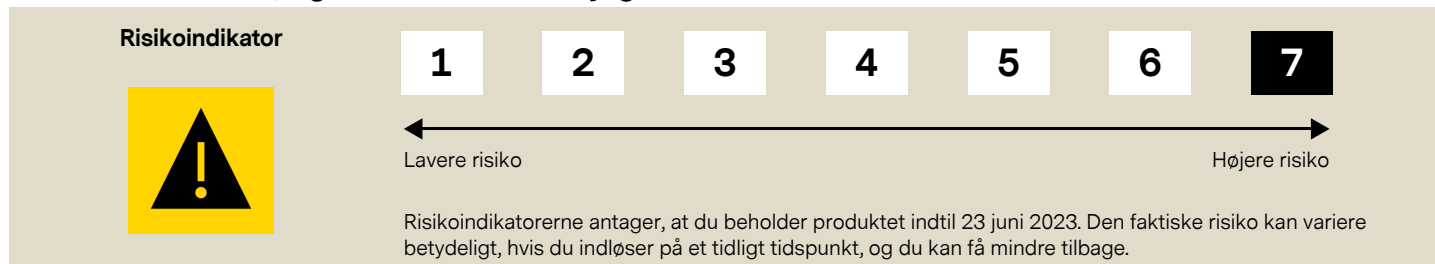 Risikoindikator
1 2 3 4 5 6 7
Lavere risiko Højere risiko
Risikoindikatorerne antager, at du beholder produktet indtil 23 juni 2023. Den faktiske risiko kan variere
betydeligt, hvis du indløser på et tidligt tidspunkt, og du kan få mindre tilbage.